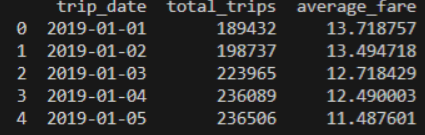 trip_date total_trips average_fare
0 2019-01-01 189432 13.718757
1 2019-01-02 198737 13.494718
2 2019-01-03 223965 12.718429
3 2019-01-04 236089 12.490003
4 2019-01-05 236506 11.487601